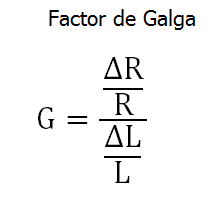 Factor de Galga
G = (ΔR/R)/(ΔL/L)